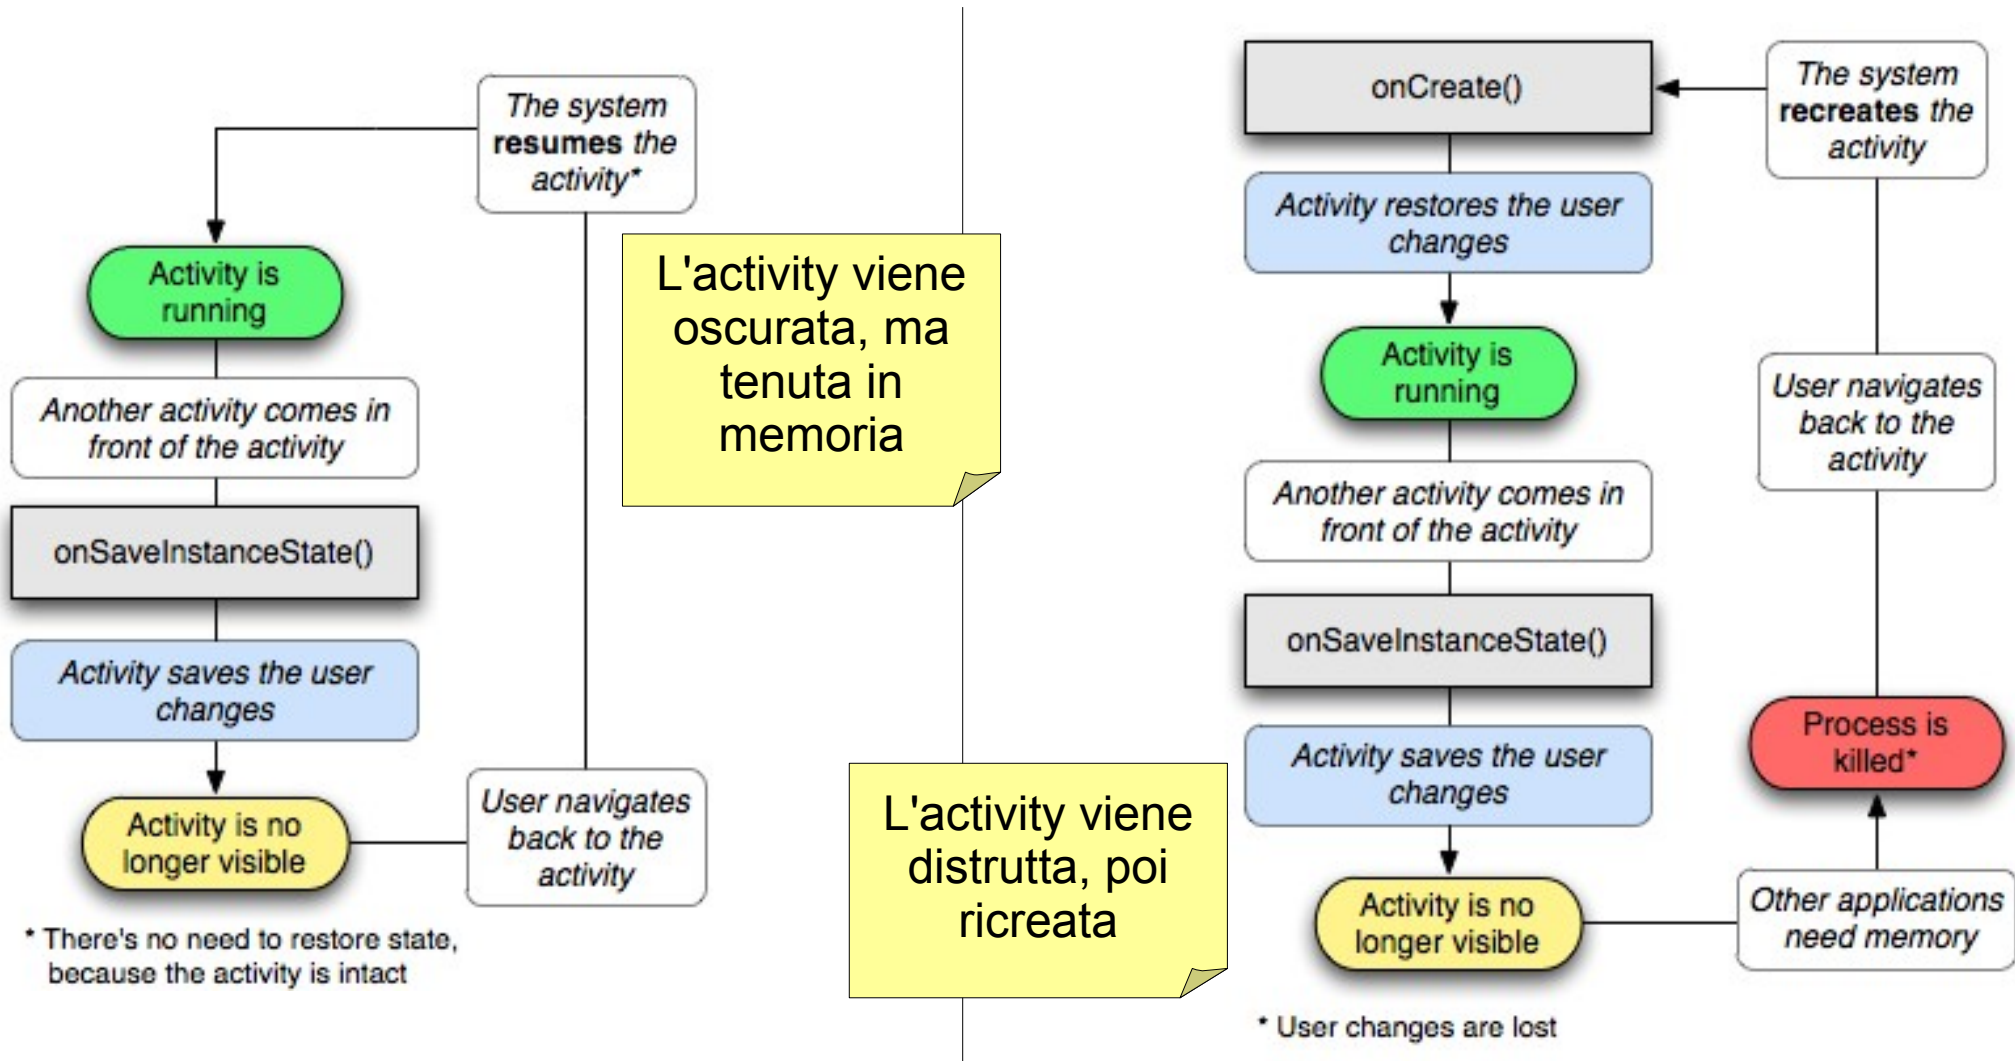 The system
resumes the
activity*
Activity is
running
Another activity comes in
front of the activity
onSaveInstanceState()
Activity saves the user
changes
Activity is no
longer visible
User navigates
back to the
activity
* There's no need to restore state,
because the activity is intact
L'activity viene
oscurata, ma
tenuta in
memoria
L'activity viene
distrutta, poi
ricreata
onCreate()
The system
recreates the
activity
Activity restores the user
changes
Activity is
running
Another activity comes in
front of the activity
onSaveInstanceState()
Activity saves the user
changes
Activity is no
longer visible
Other applications
need memory
Process is
killed*
User navigates
back to the
activity
* User changes are lost